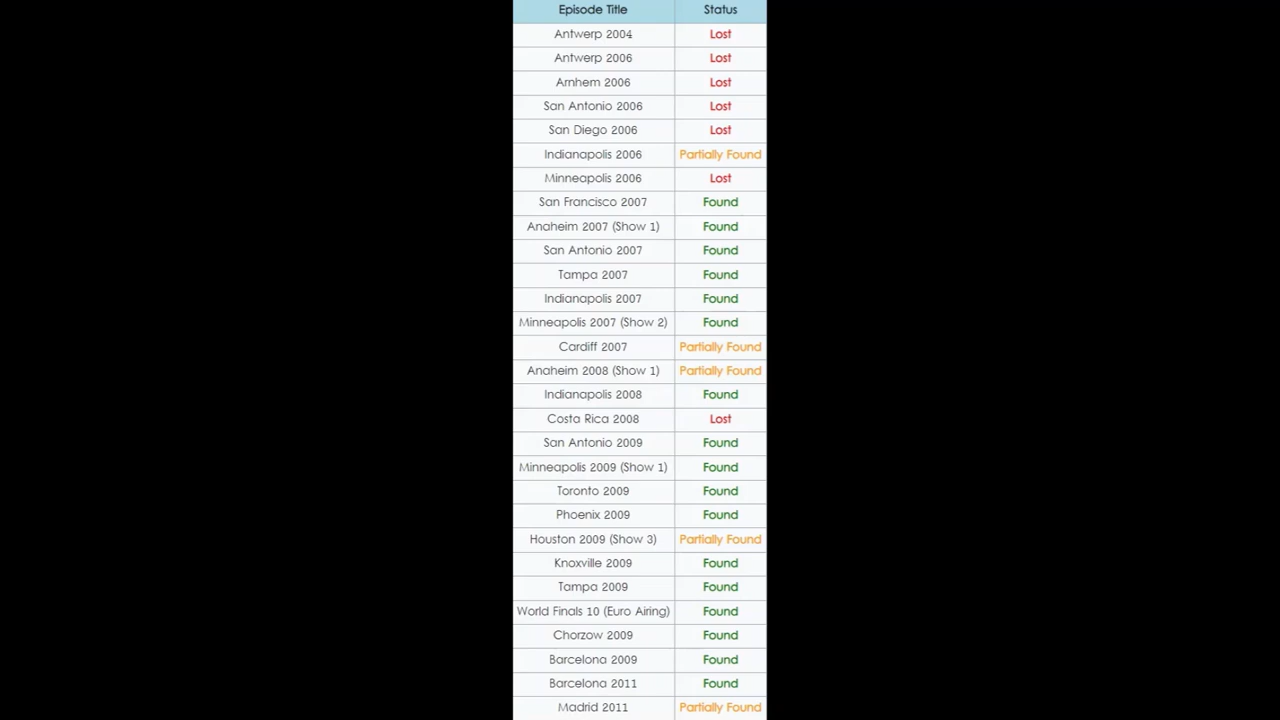 Episode Title Status
Antwerp 2004 Lost
Antwerp 2006 Lost
Arnhem 2006 Lost
San Antonio 2006 Lost
San Diego 2006 Lost
Indianapolis 2006 Partially Found
Minneapolis 2006 Lost
San Francisco 2007 Found
Anaheim 2007 (Show 1) Found
San Antonio 2007 Found
Tampa 2007 Found
Indianapolis 2007 Found
Minneapolis 2007 (Show 2) Found
Cardiff 2007 Partially Found
Anaheim 2008 (Show 1) Partially Found
Indianapolis 2008 Found
Costa Rica 2008 Lost
San Antonio 2009 Found
Minneapolis 2009 (Show 1) Found
Toronto 2009 Found
Phoenix 2009 Found
Houston 2009 (Show 3) Partially Found
Knoxville 2009 Found
Tampa 2009 Found
World Finals 10 (Euro Airing) Found
Chorzow 2009 Found
Barcelona 2009 Found
Barcelona 2011 Found
Madrid 2011 Partially Found